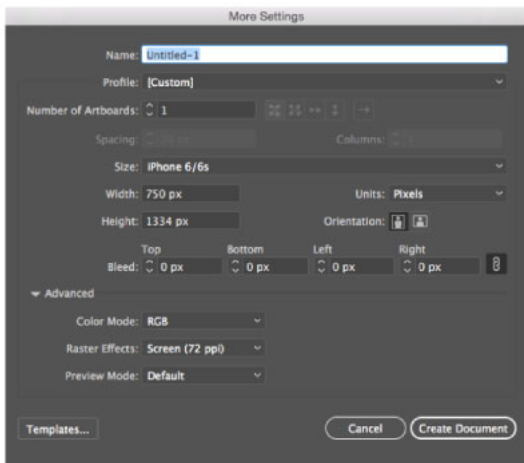 More Settings
Name: Untitled-1
Profile: [Custom]
Number of Artboards: 1
Spacing: Columns:
Size: iPhone 6/6s
Width: 750 px Units: Pixels
Height: 1334 px Orientation:
Top Bottom Left Right
Bleed: 0 px 0 px 0 px 0 px
Advanced
Color Mode: RGB
Raster Effects: Screen (72 ppi)
Preview Mode: Default
Templates... Cancel Create Document